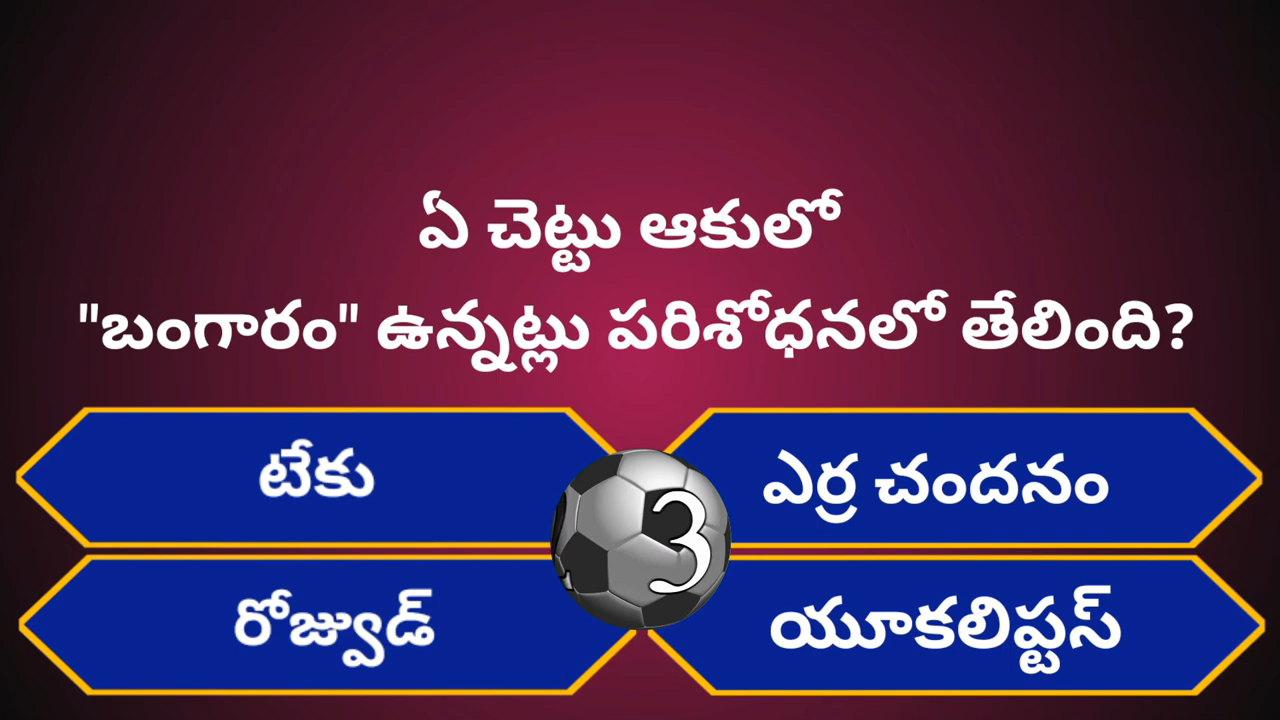 ఏ చెట్టు ఆకులో
"బంగారం" ఉన్నట్లు పరిశోధనలో తేలింది?
టేకు
ఎర్ర చందనం
3
రోజ్వుడ్
యూకలిప్టస్